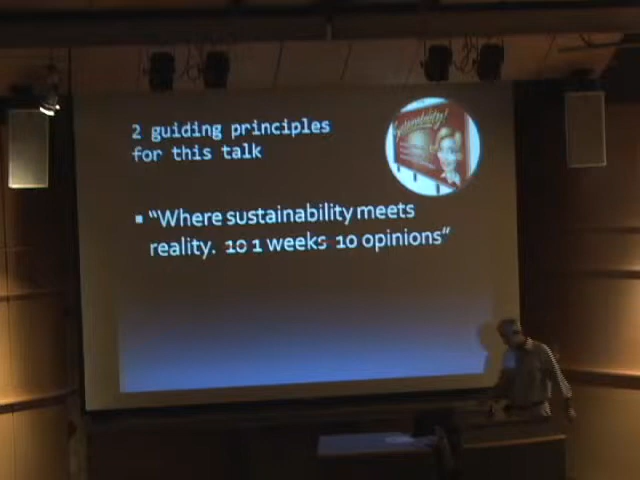 2 guiding principles
for this talk
▪ "Where sustainability meets
reality. 10 1 weeks 10 opinions"